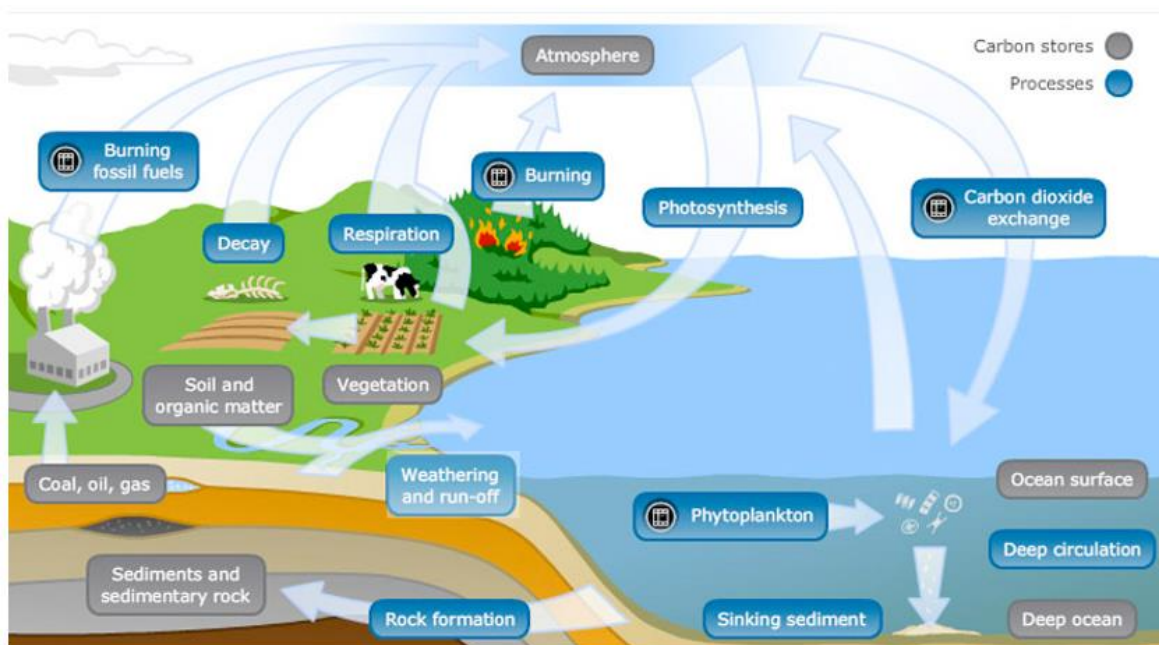 Atmosphere
Carbon stores
Processes
Burning
fossil fuels
Burning
Photosynthesis
Carbon dioxide
exchange
Decay
Respiration
Soil and
organic matter
Vegetation
Coal, oil, gas
Weathering
and run-off
Ocean surface
Phytoplankton
Deep circulation
Sediments and
sedimentary rock
Rock formation
Sinking sediment
Deep ocean